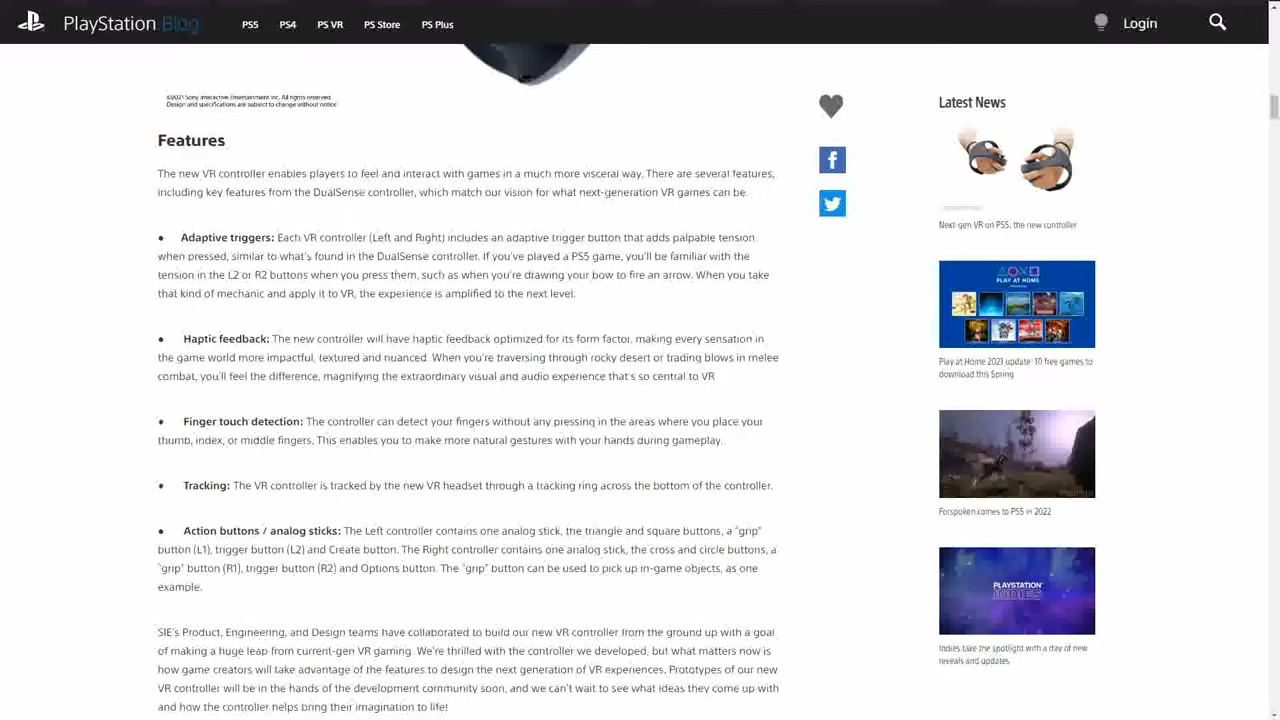 PlayStation.Blog PS5 PS4 PS VR PS Store PS Plus Login
©2021 Sony Interactive Entertainment Inc. All rights reserved.
Design and specifications are subject to change without notice.
Features
The new VR controller enables players to feel and interact with games in a much more visceral way. There are several features,
including key features from the DualSense controller, which match our vision for what next-generation VR games can be.
● Adaptive triggers: Each VR controller (Left and Right) includes an adaptive trigger button that adds palpable tension
when pressed, similar to what's found in the DualSense controller. If you've played a PS5 game, you'll be familiar with the
tension in the L2 or R2 buttons when you press them, such as when you're drawing your bow to fire an arrow. When you take
that kind of mechanic and apply it to VR, the experience is amplified to the next level.
● Haptic feedback: The new controller will have haptic feedback optimized for its form factor, making every sensation in
the game world more impactful, textured and nuanced. When you're traversing through rocky desert or trading blows in melee
combat, you'll feel the difference, magnifying the extraordinary visual and audio experience that's so central to VR
● Finger touch detection: The controller can detect your fingers without any pressing in the areas where you place your
thumb, index, or middle fingers. This enables you to make more natural gestures with your hands during gameplay.
● Tracking: The VR controller is tracked by the new VR headset through a tracking ring across the bottom of the controller.
● Action buttons / analog sticks: The Left controller contains one analog stick, the triangle and square buttons, a "grip"
button (L1), trigger button (L2) and Create button. The Right controller contains one analog stick, the cross and circle buttons, a
"grip" button (R1), trigger button (R2) and Options button. The "grip" button can be used to pick up in-game objects, as one
example.
SIE's Product, Engineering, and Design teams have collaborated to build our new VR controller from the ground up with a goal
of making a huge leap from current-gen VR gaming. We're thrilled with the controller we developed, but what matters now is
how game creators will take advantage of the features to design the next generation of VR experiences. Prototypes of our new
VR controller will be in the hands of the development community soon, and we can't wait to see what ideas they come up with
and how the controller helps bring their imagination to life!
Latest News
Next-gen VR on PS5: the new controller
PLAY AT HOME
Play at Home 2021 update: 10 free games to
download this Spring
Forspoken comes to PS5 in 2022
PLAYSTATION
INDIES
Indies take the spotlight with a day of new
reveals and updates